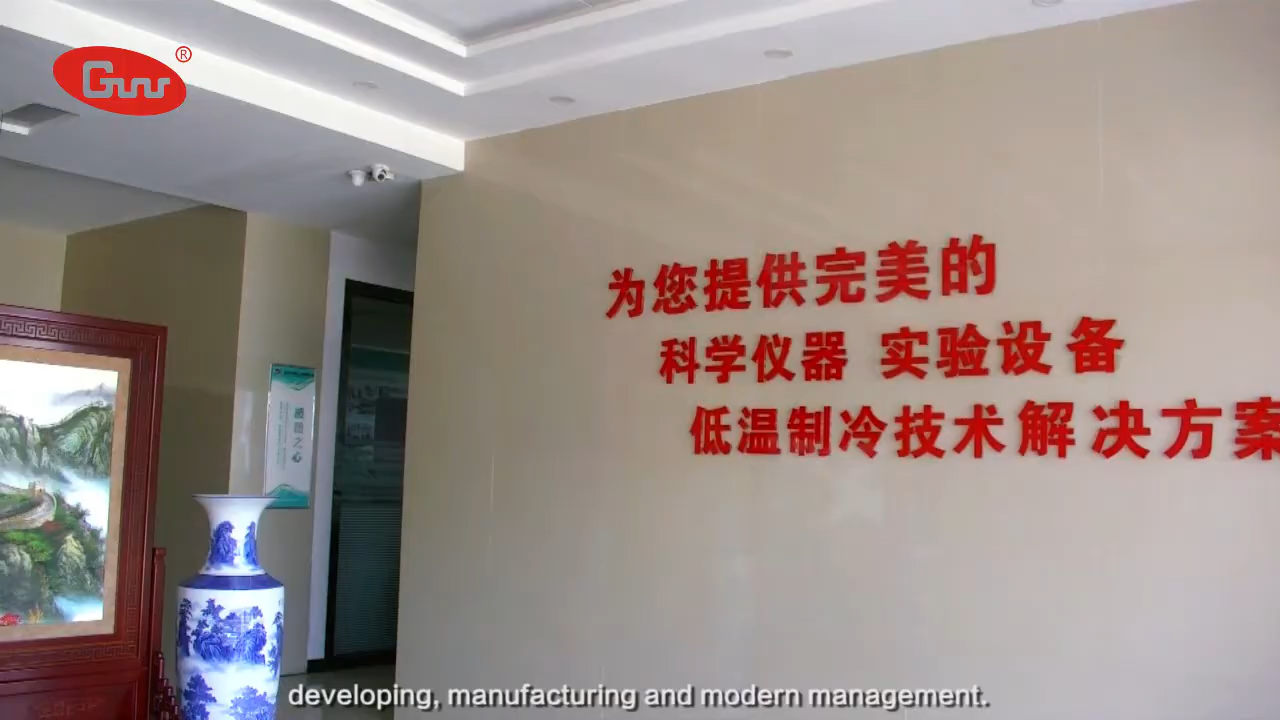 GWS
®
为您提供完美的
科学仪器 实验设备
低温制冷技术解决方案
developing, manufacturing and modern management.